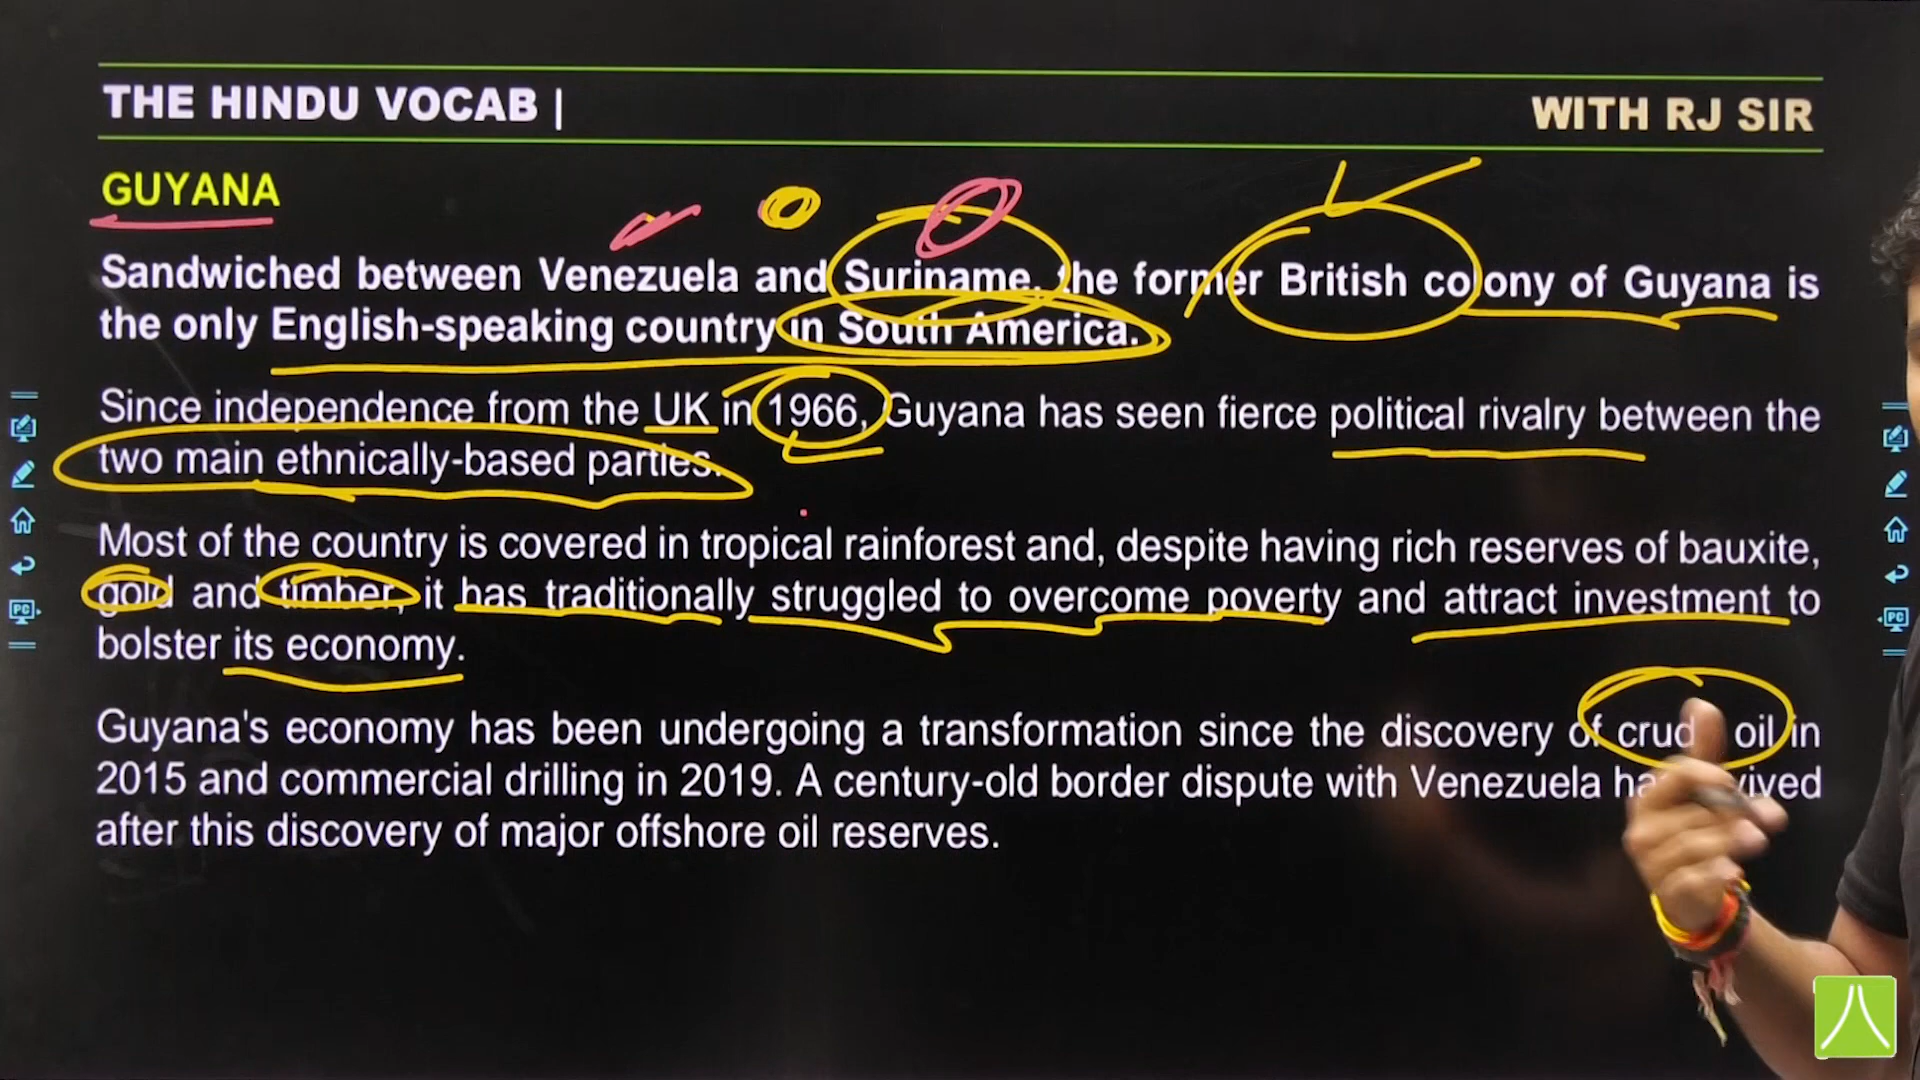 THE HINDU VOCAB |
WITH RJ SIR
GUYANA
Sandwiched between Venezuela and Suriname, the former British colony of Guyana is
the only English-speaking country in South America.
Since independence from the UK in 1966, Guyana has seen fierce political rivalry between the
two main ethnically-based parties.
Most of the country is covered in tropical rainforest and, despite having rich reserves of bauxite,
gold and timber, it has traditionally struggled to overcome poverty and attract investment to
bolster its economy.
Guyana's economy has been undergoing a transformation since the discovery of crud oil in
2015 and commercial drilling in 2019. A century-old border dispute with Venezuela
after this discovery of major offshore oil reserves.
PC
PC